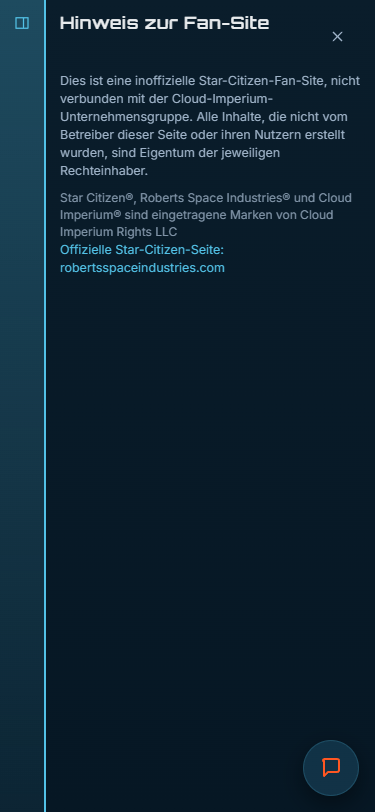 Hinweis zur Fan-Site
Dies ist eine inoffizielle Star-Citizen-Fan-Site, nicht
verbunden mit der Cloud-Imperium-
Unternehmensgruppe. Alle Inhalte, die nicht vom
Betreiber dieser Seite oder ihren Nutzern erstellt
wurden, sind Eigentum der jeweiligen
Rechteinhaber.
Star Citizen®, Roberts Space Industries® und Cloud
Imperium® sind eingetragene Marken von Cloud
Imperium Rights LLC
Offizielle Star-Citizen-Seite:
robertsspaceindustries.com